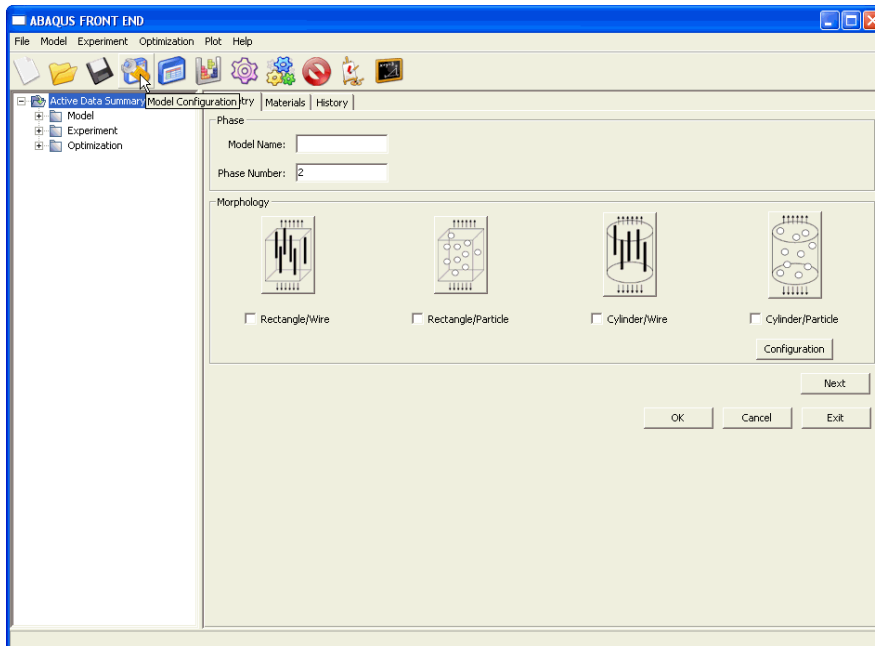 ABAQUS FRONT END
File Model Experiment Optimization Plot Help
Active Data Summary
Model Configuration
Materials
History
Model
Experiment
Optimization
Phase
Model Name:
Phase Number: 2
Morphology
Rectangle/Wire
Rectangle/Particle
Cylinder/Wire
Cylinder/Particle
Configuration
Next
OK
Cancel
Exit